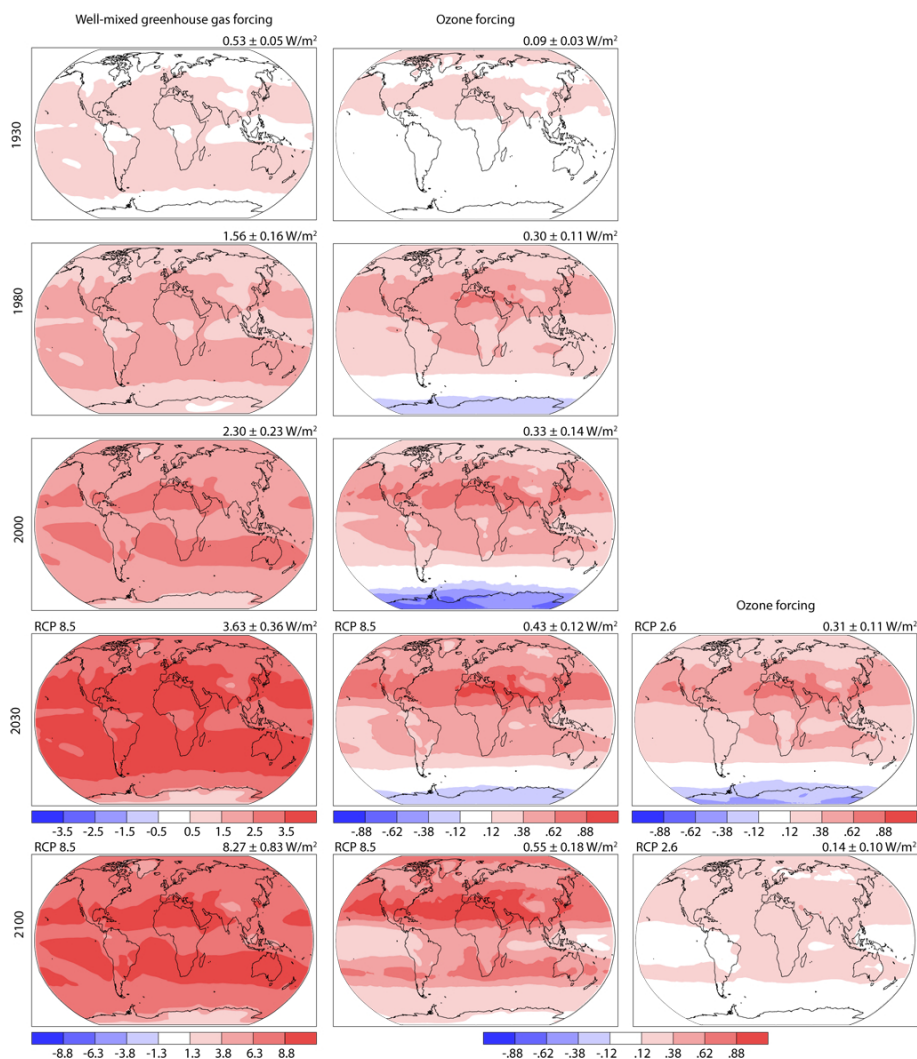 Well-mixed greenhouse gas forcing
Ozone forcing
0.53 ± 0.05 W/m²
0.09 ± 0.03 W/m²
1930
1.56 ± 0.16 W/m²
0.30 ± 0.11 W/m²
1980
2.30 ± 0.23 W/m²
0.33 ± 0.14 W/m²
2000
Ozone forcing
RCP 8.5 3.63 ± 0.36 W/m²
RCP 8.5 0.43 ± 0.12 W/m²
RCP 2.6 0.31 ± 0.11 W/m²
2030
-3.5 -2.5 -1.5 -0.5 0.5 1.5 2.5 3.5
-.88 -.62 -.38 -.12 .12 .38 .62 .88
-.88 -.62 -.38 -.12 .12 .38 .62 .88
RCP 8.5 8.27 ± 0.83 W/m²
RCP 8.5 0.55 ± 0.18 W/m²
RCP 2.6 0.14 ± 0.10 W/m²
2100
-8.8 -6.3 -3.8 -1.3 1.3 3.8 6.3 8.8
-.88 -.62 -.38 -.12 .12 .38 .62 .88